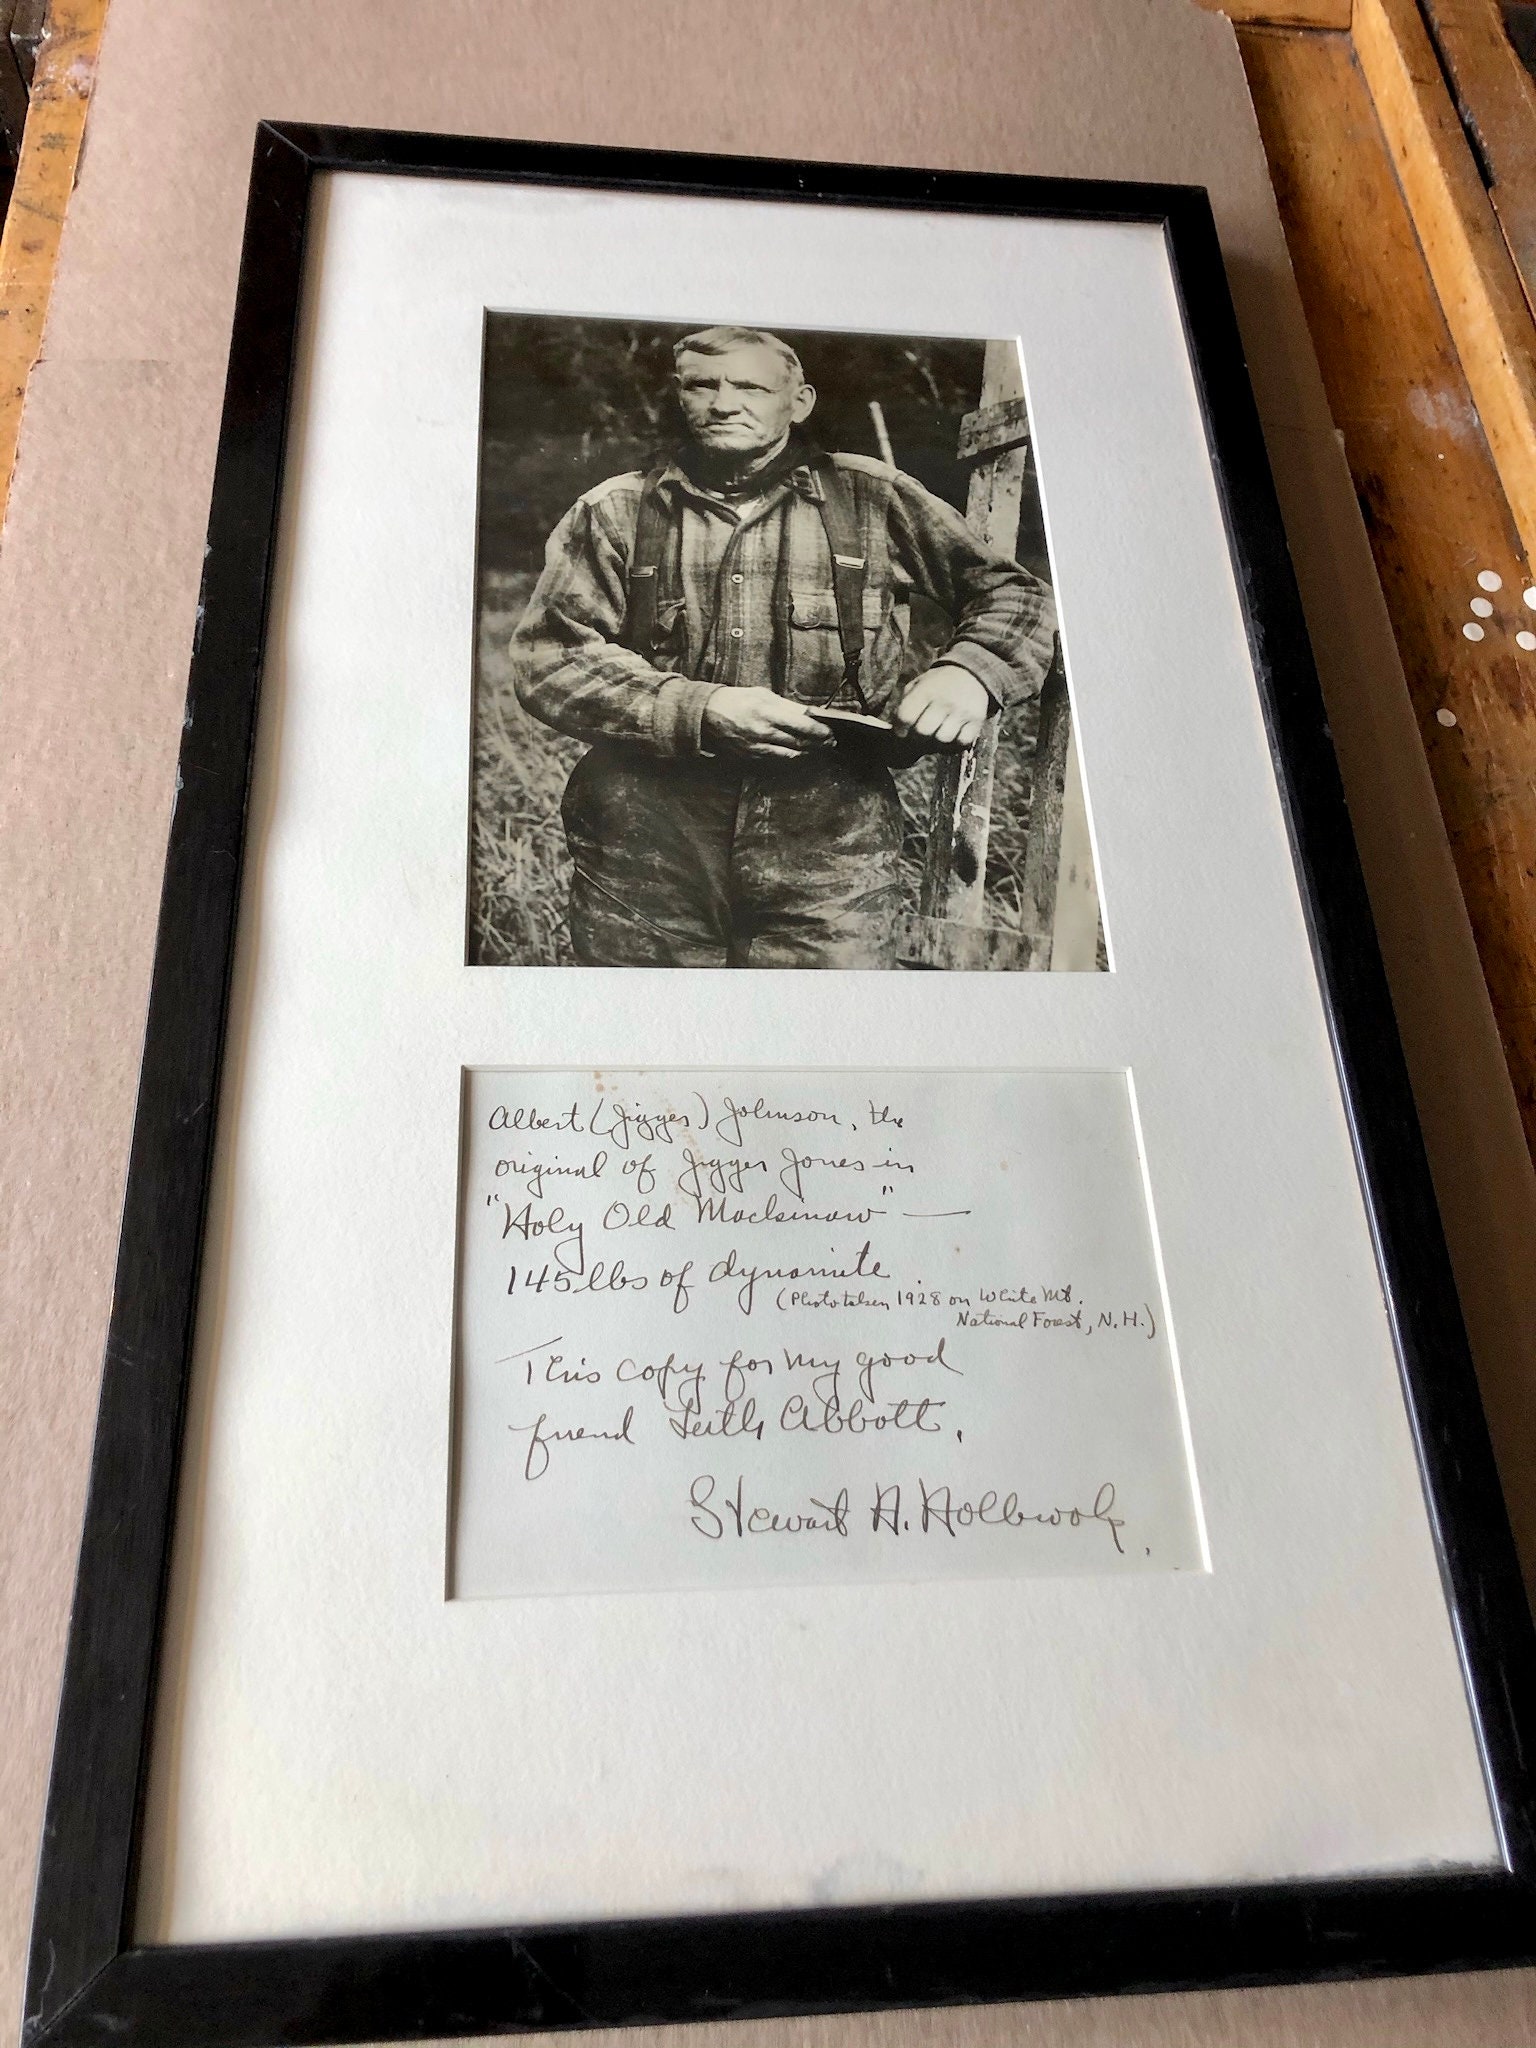 Albert (Jigger) Johnson, the
original of Jigger Jones in
"Holy Old Mackinaw" —
145 lbs of dynamite
(Photo taken 1928 on White Mt.
National Forest, N.H.)
This copy for my good
friend Leith Abbott,
Stewart H. Holbrook.